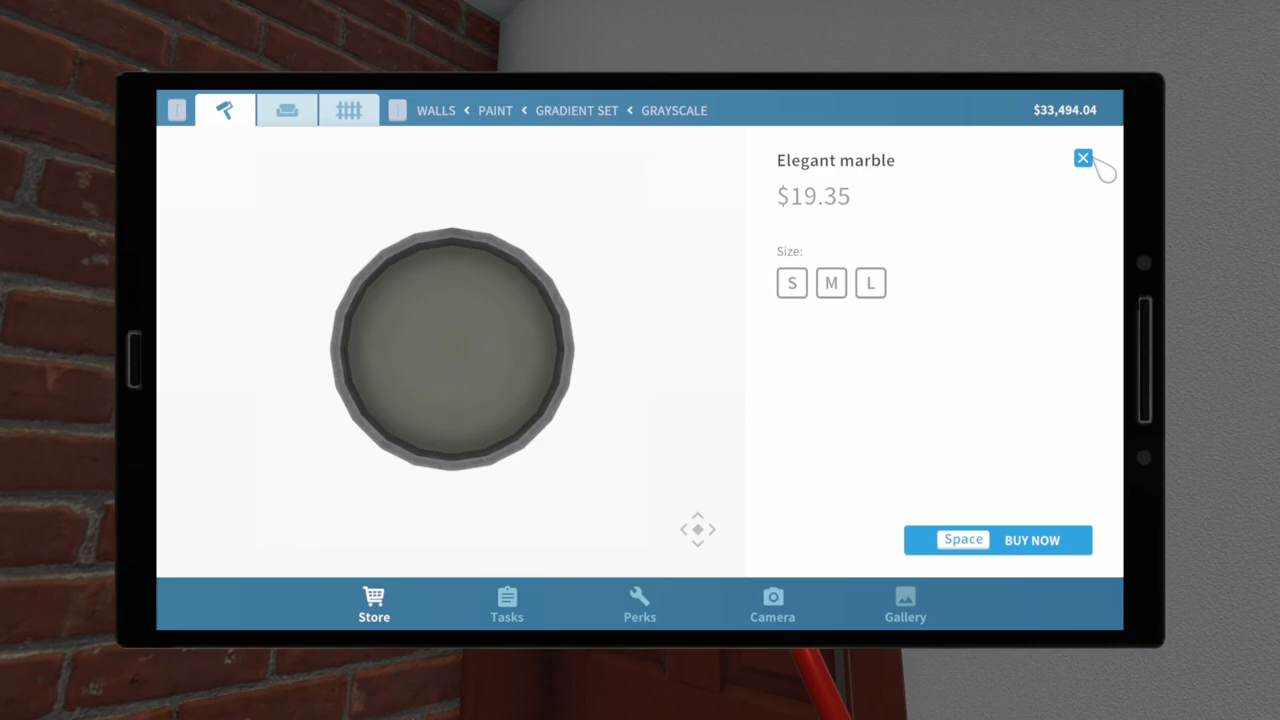 WALLS < PAINT < GRADIENT SET < GRAYSCALE
$33,494.04
Elegant marble
$19.35
Size:
S M L
Space BUY NOW
Store Tasks Perks Camera Gallery